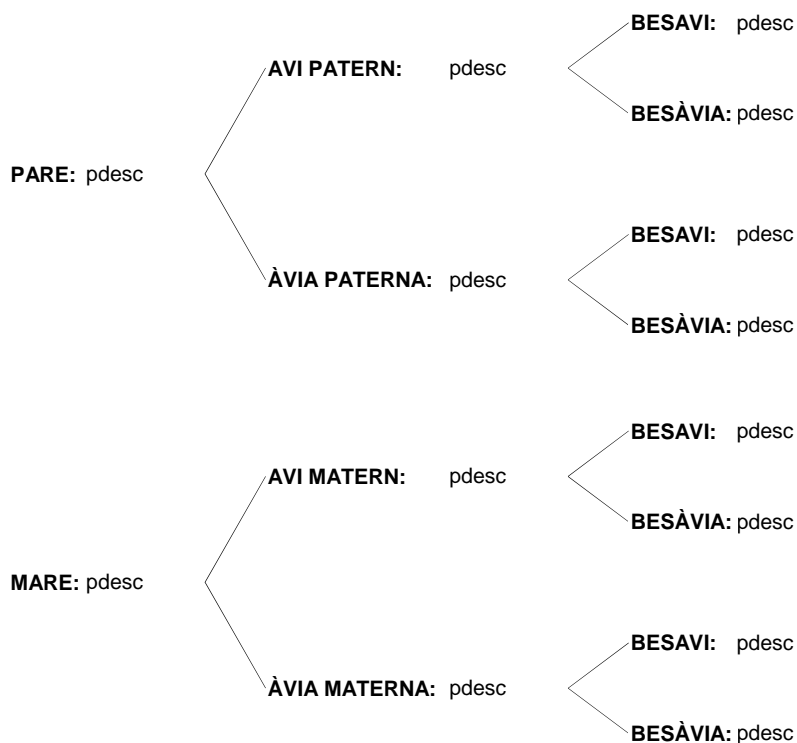 BESAVI: pdesc
AVI PATERN: pdesc
BESÀVIA: pdesc
PARE: pdesc
BESAVI: pdesc
ÀVIA PATERNA: pdesc
BESÀVIA: pdesc
BESAVI: pdesc
AVI MATERN: pdesc
BESÀVIA: pdesc
MARE: pdesc
BESAVI: pdesc
ÀVIA MATERNA: pdesc
BESÀVIA: pdesc